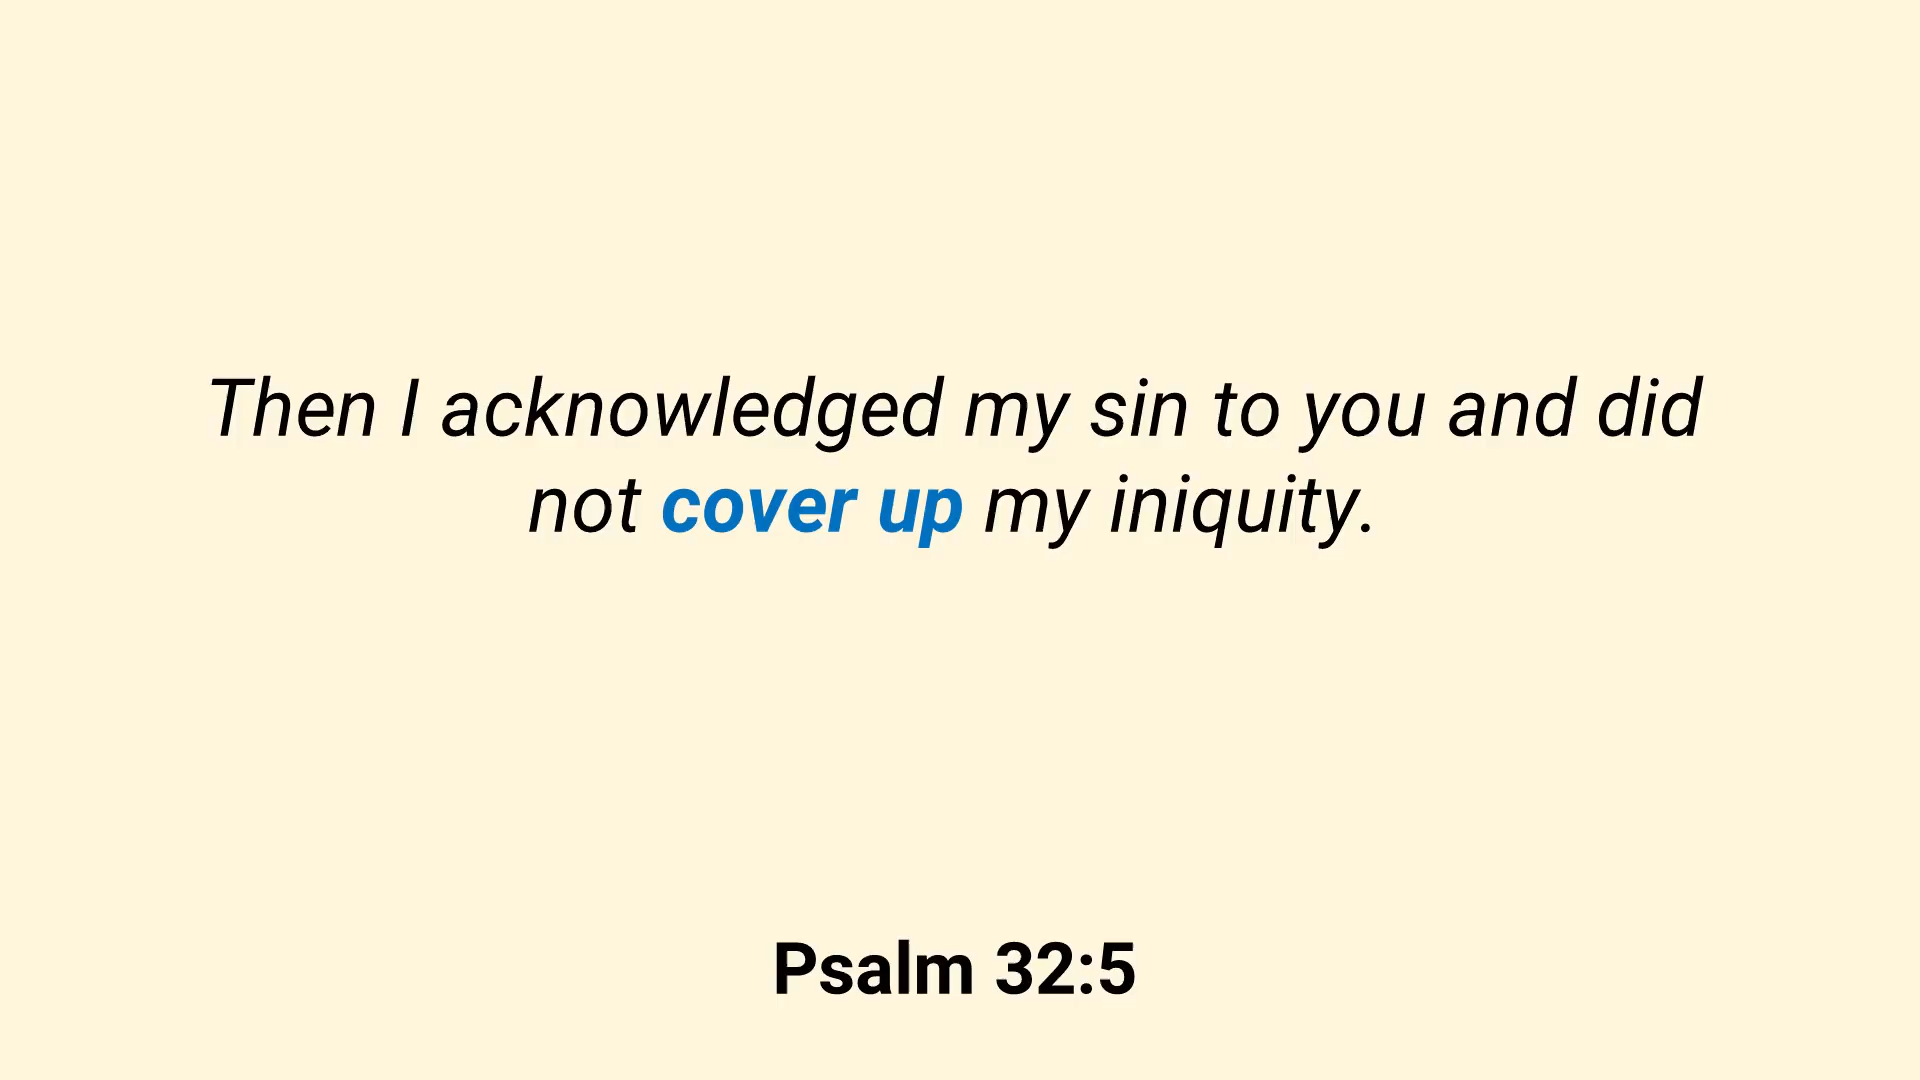 Then I acknowledged my sin to you and did
not cover up my iniquity.
Psalm 32:5